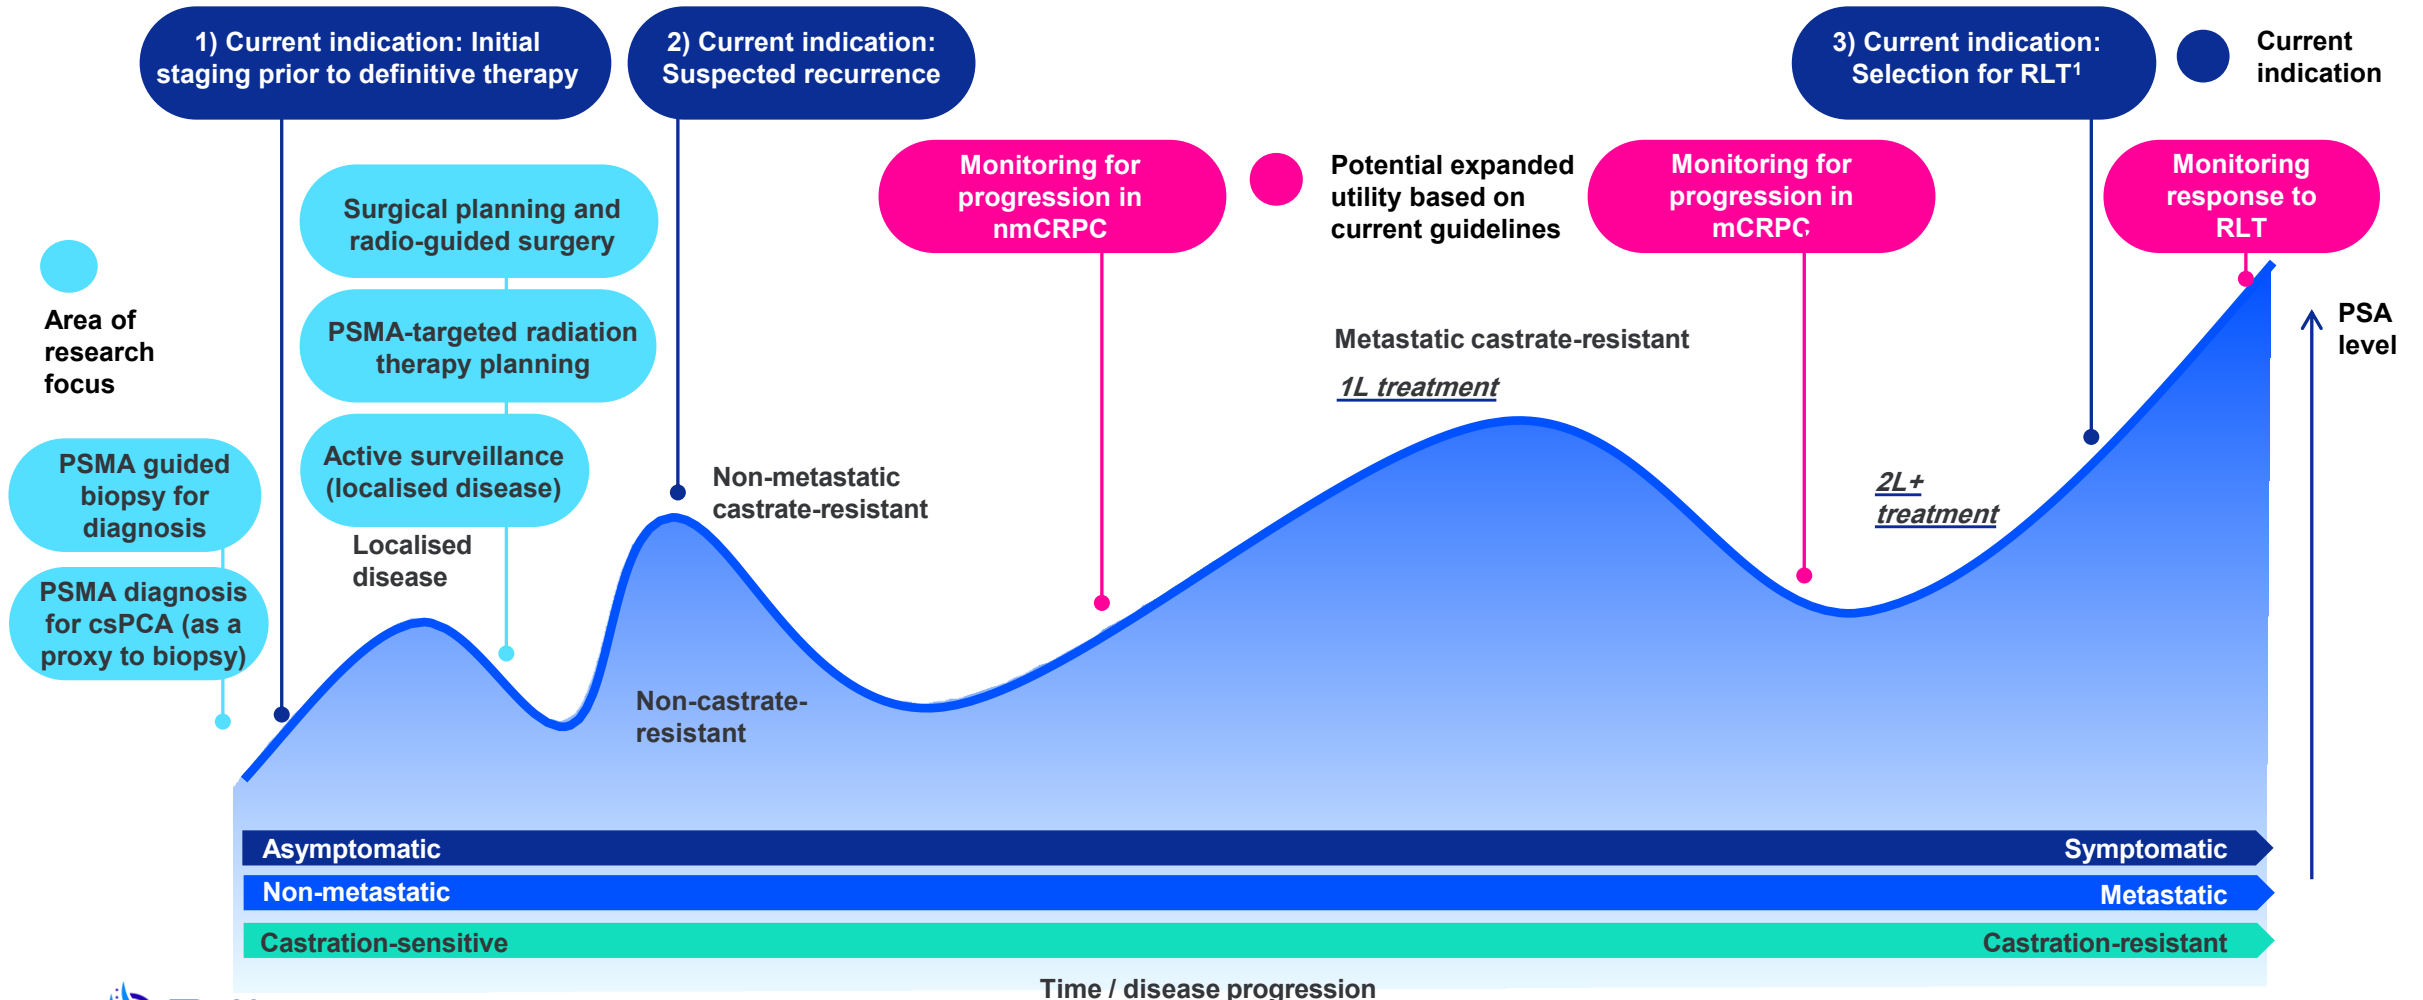 1) Current indication: Initial
staging prior to definitive therapy
2) Current indication:
Suspected recurrence
3) Current indication:
Selection for RLT¹
Current
indication
Surgical planning and
radio-guided surgery
Monitoring for
progression in
nmCRPC
Potential expanded
utility based on
current guidelines
Monitoring for
progression in
mCRPC
Monitoring
response to
RLT
Area of
research
focus
PSMA-targeted radiation
therapy planning
Metastatic castrate-resistant
1L treatment
PSA
level
Active surveillance
(localised disease)
PSMA guided
biopsy for
diagnosis
Non-metastatic
castrate-resistant
2L+
treatment
Localised
disease
PSMA diagnosis
for csPCA (as a
proxy to biopsy)
Non-castrate-
resistant
Asymptomatic
Symptomatic
Non-metastatic
Metastatic
Castration-sensitive
Castration-resistant
Time / disease progression